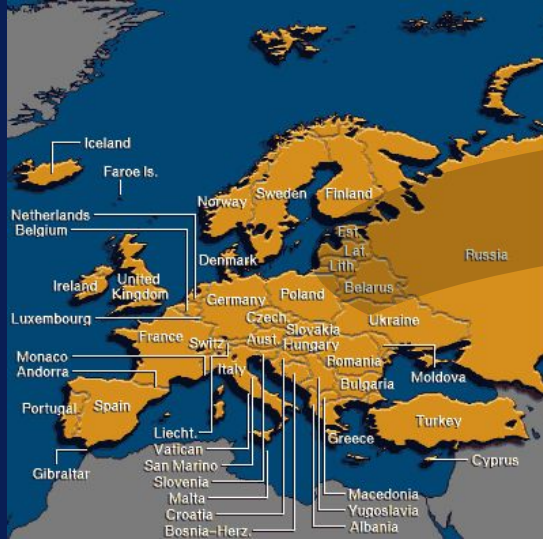 Iceland
Faroe Is.
Norway
Sweden
Finland
Netherlands
Belgium
Est.
Lat.
Denmark
Lith.
Russia
Ireland
United
Kingdom
Germany
Poland
Belarus
Luxembourg
Czech.
Ukraine
Slovakia
France
Switz.
Aust.
Hungary
Monaco
Romania
Andorra
Italy
Moldova
Bulgaria
Portugal
Spain
Liecht.
Turkey
Vatican
Greece
Gibraltar
San Marino
Cyprus
Slovenia
Malta
Macedonia
Croatia
Yugoslavia
Bosnia-Herz.
Albania